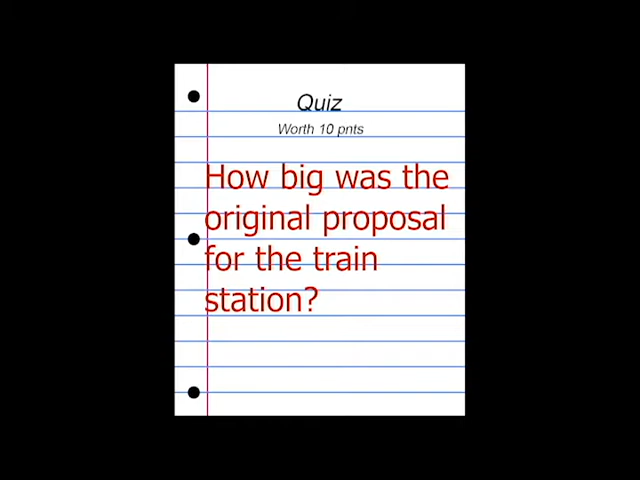 Quiz
Worth 10 pnts
How big was the
original proposal
for the train
station?